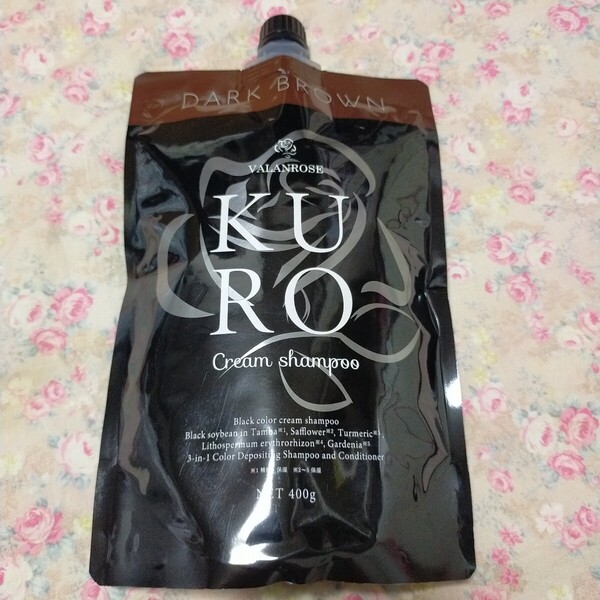 DARK BROWN
VALANROSE
KU
RO
Cream shampoo
Black color cream shampoo
Black soybean in Tamba※1, Safflower※2, Turmeric※3,
Lithospermum erythrorhizon※4, Gardenia※5
3-in-1 Color Depositing Shampoo and Conditioner
NET 400g